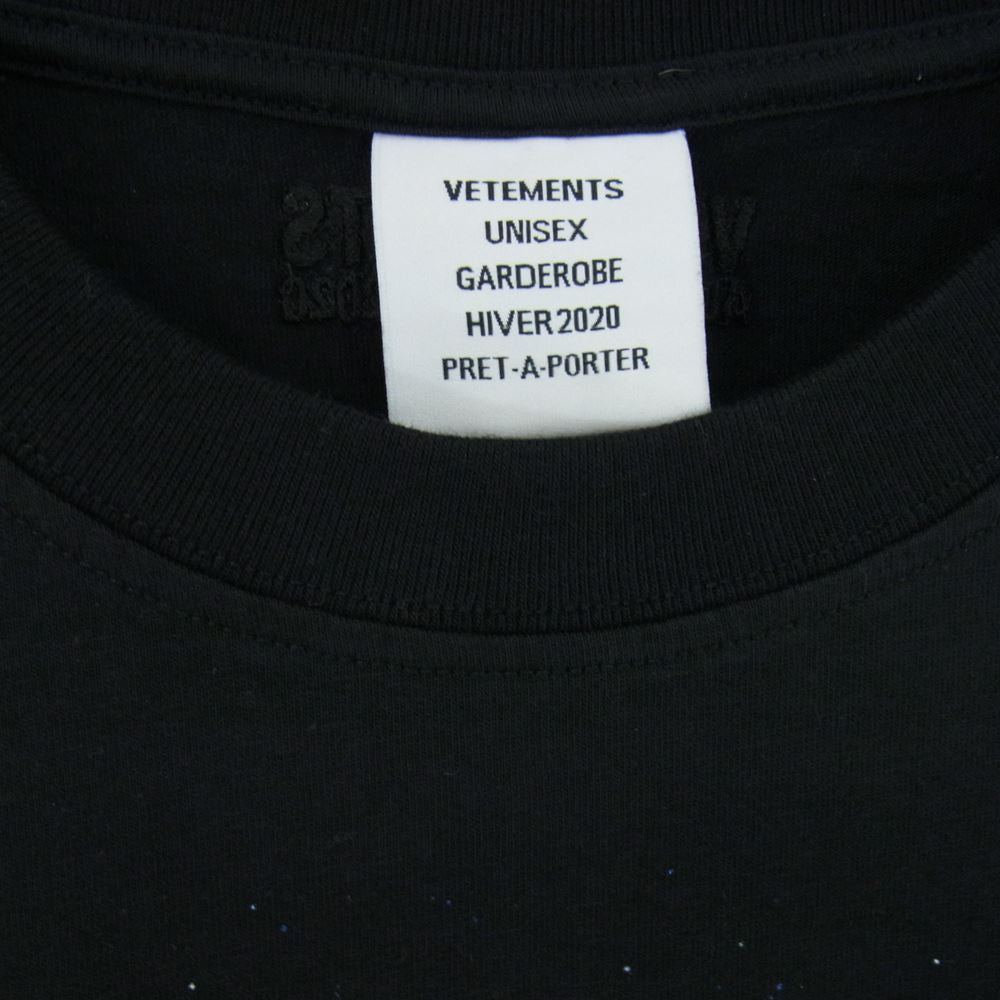 VETEMENTS
UNISEX
GARDEROBE
HIVER 2020
PRET-A-PORTER